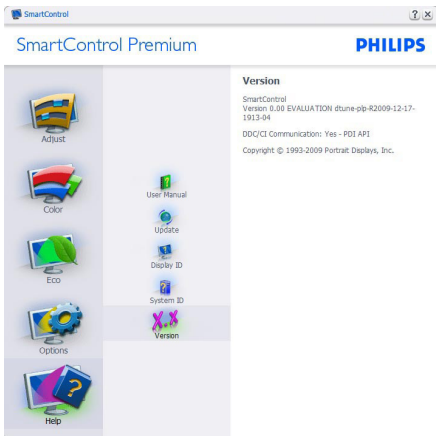 SmartControl
SmartControl Premium
PHILIPS
Adjust
Color
Eco
Options
Help
User Manual
Update
Display ID
System ID
X.X
Version
Version
SmartControl
Version 0.00 EVALUATION dtune-plp-R2009-12-17-
1913-04
DDC/CI Communication: Yes - PDI API
Copyright © 1993-2009 Portrait Displays, Inc.